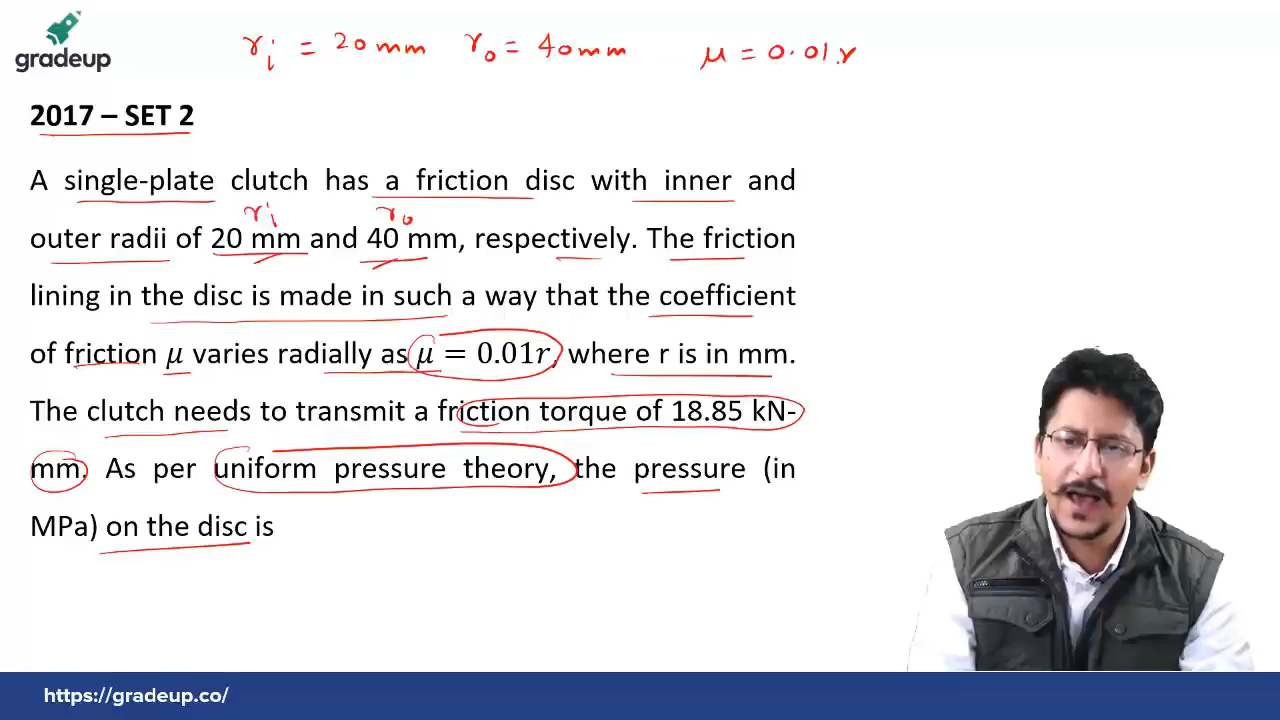 gradeup
rᵢ = 20 mm r₀ = 40 mm μ = 0.01r
2017 – SET 2
A single-plate clutch has a friction disc with inner and
rᵢ r₀
outer radii of 20 mm and 40 mm, respectively. The friction
lining in the disc is made in such a way that the coefficient
of friction μ varies radially as μ = 0.01r, where r is in mm.
The clutch needs to transmit a friction torque of 18.85 kN-
mm. As per uniform pressure theory, the pressure (in
MPa) on the disc is
https://gradeup.co/